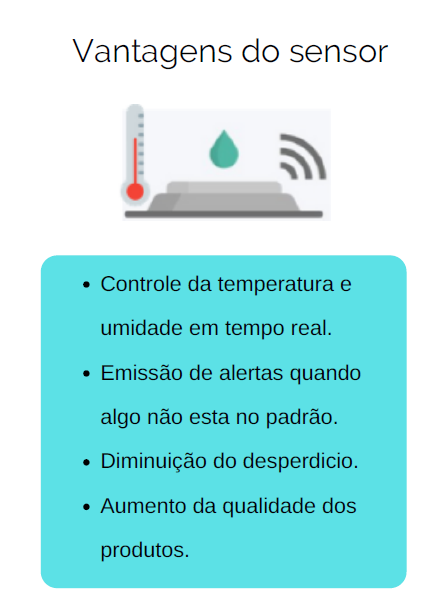 Vantagens do sensor
• Controle da temperatura e
umidade em tempo real.
• Emissão de alertas quando
algo não esta no padrão.
• Diminuição do desperdicio.
• Aumento da qualidade dos
produtos.